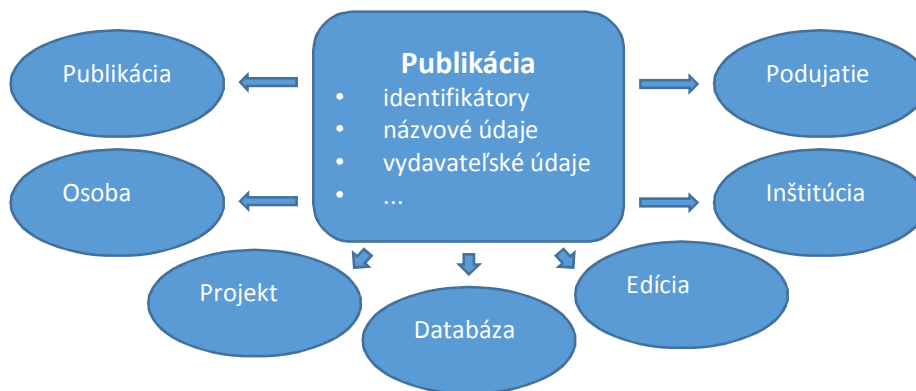 Publikácia
• identifikátory
• názvové údaje
• vydavateľské údaje
• ...
Publikácia
Podujatie
Osoba
Inštitúcia
Projekt
Databáza
Edícia